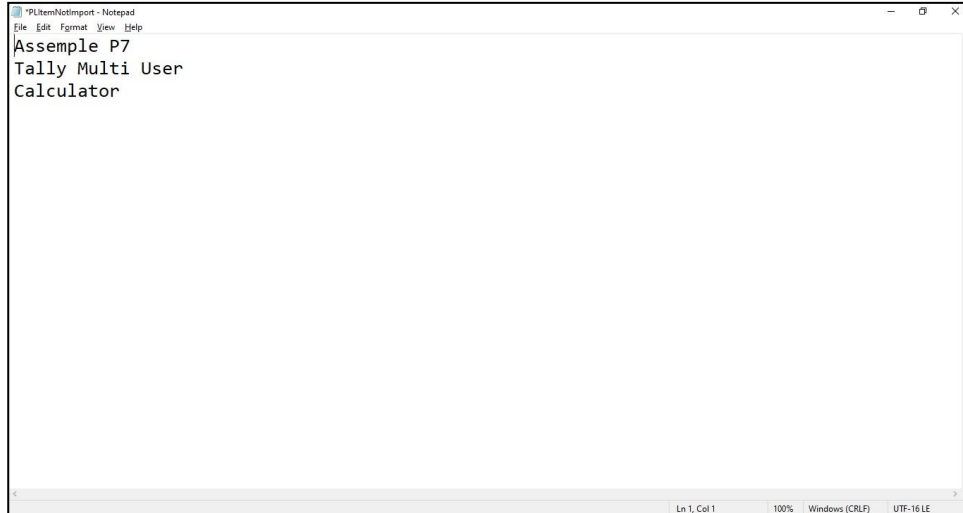 *PLItemNotImport - Notepad
File Edit Format View Help
Assemple P7
Tally Multi User
Calculator
Ln 1, Col 1 100% Windows (CRLF) UTF-16 LE